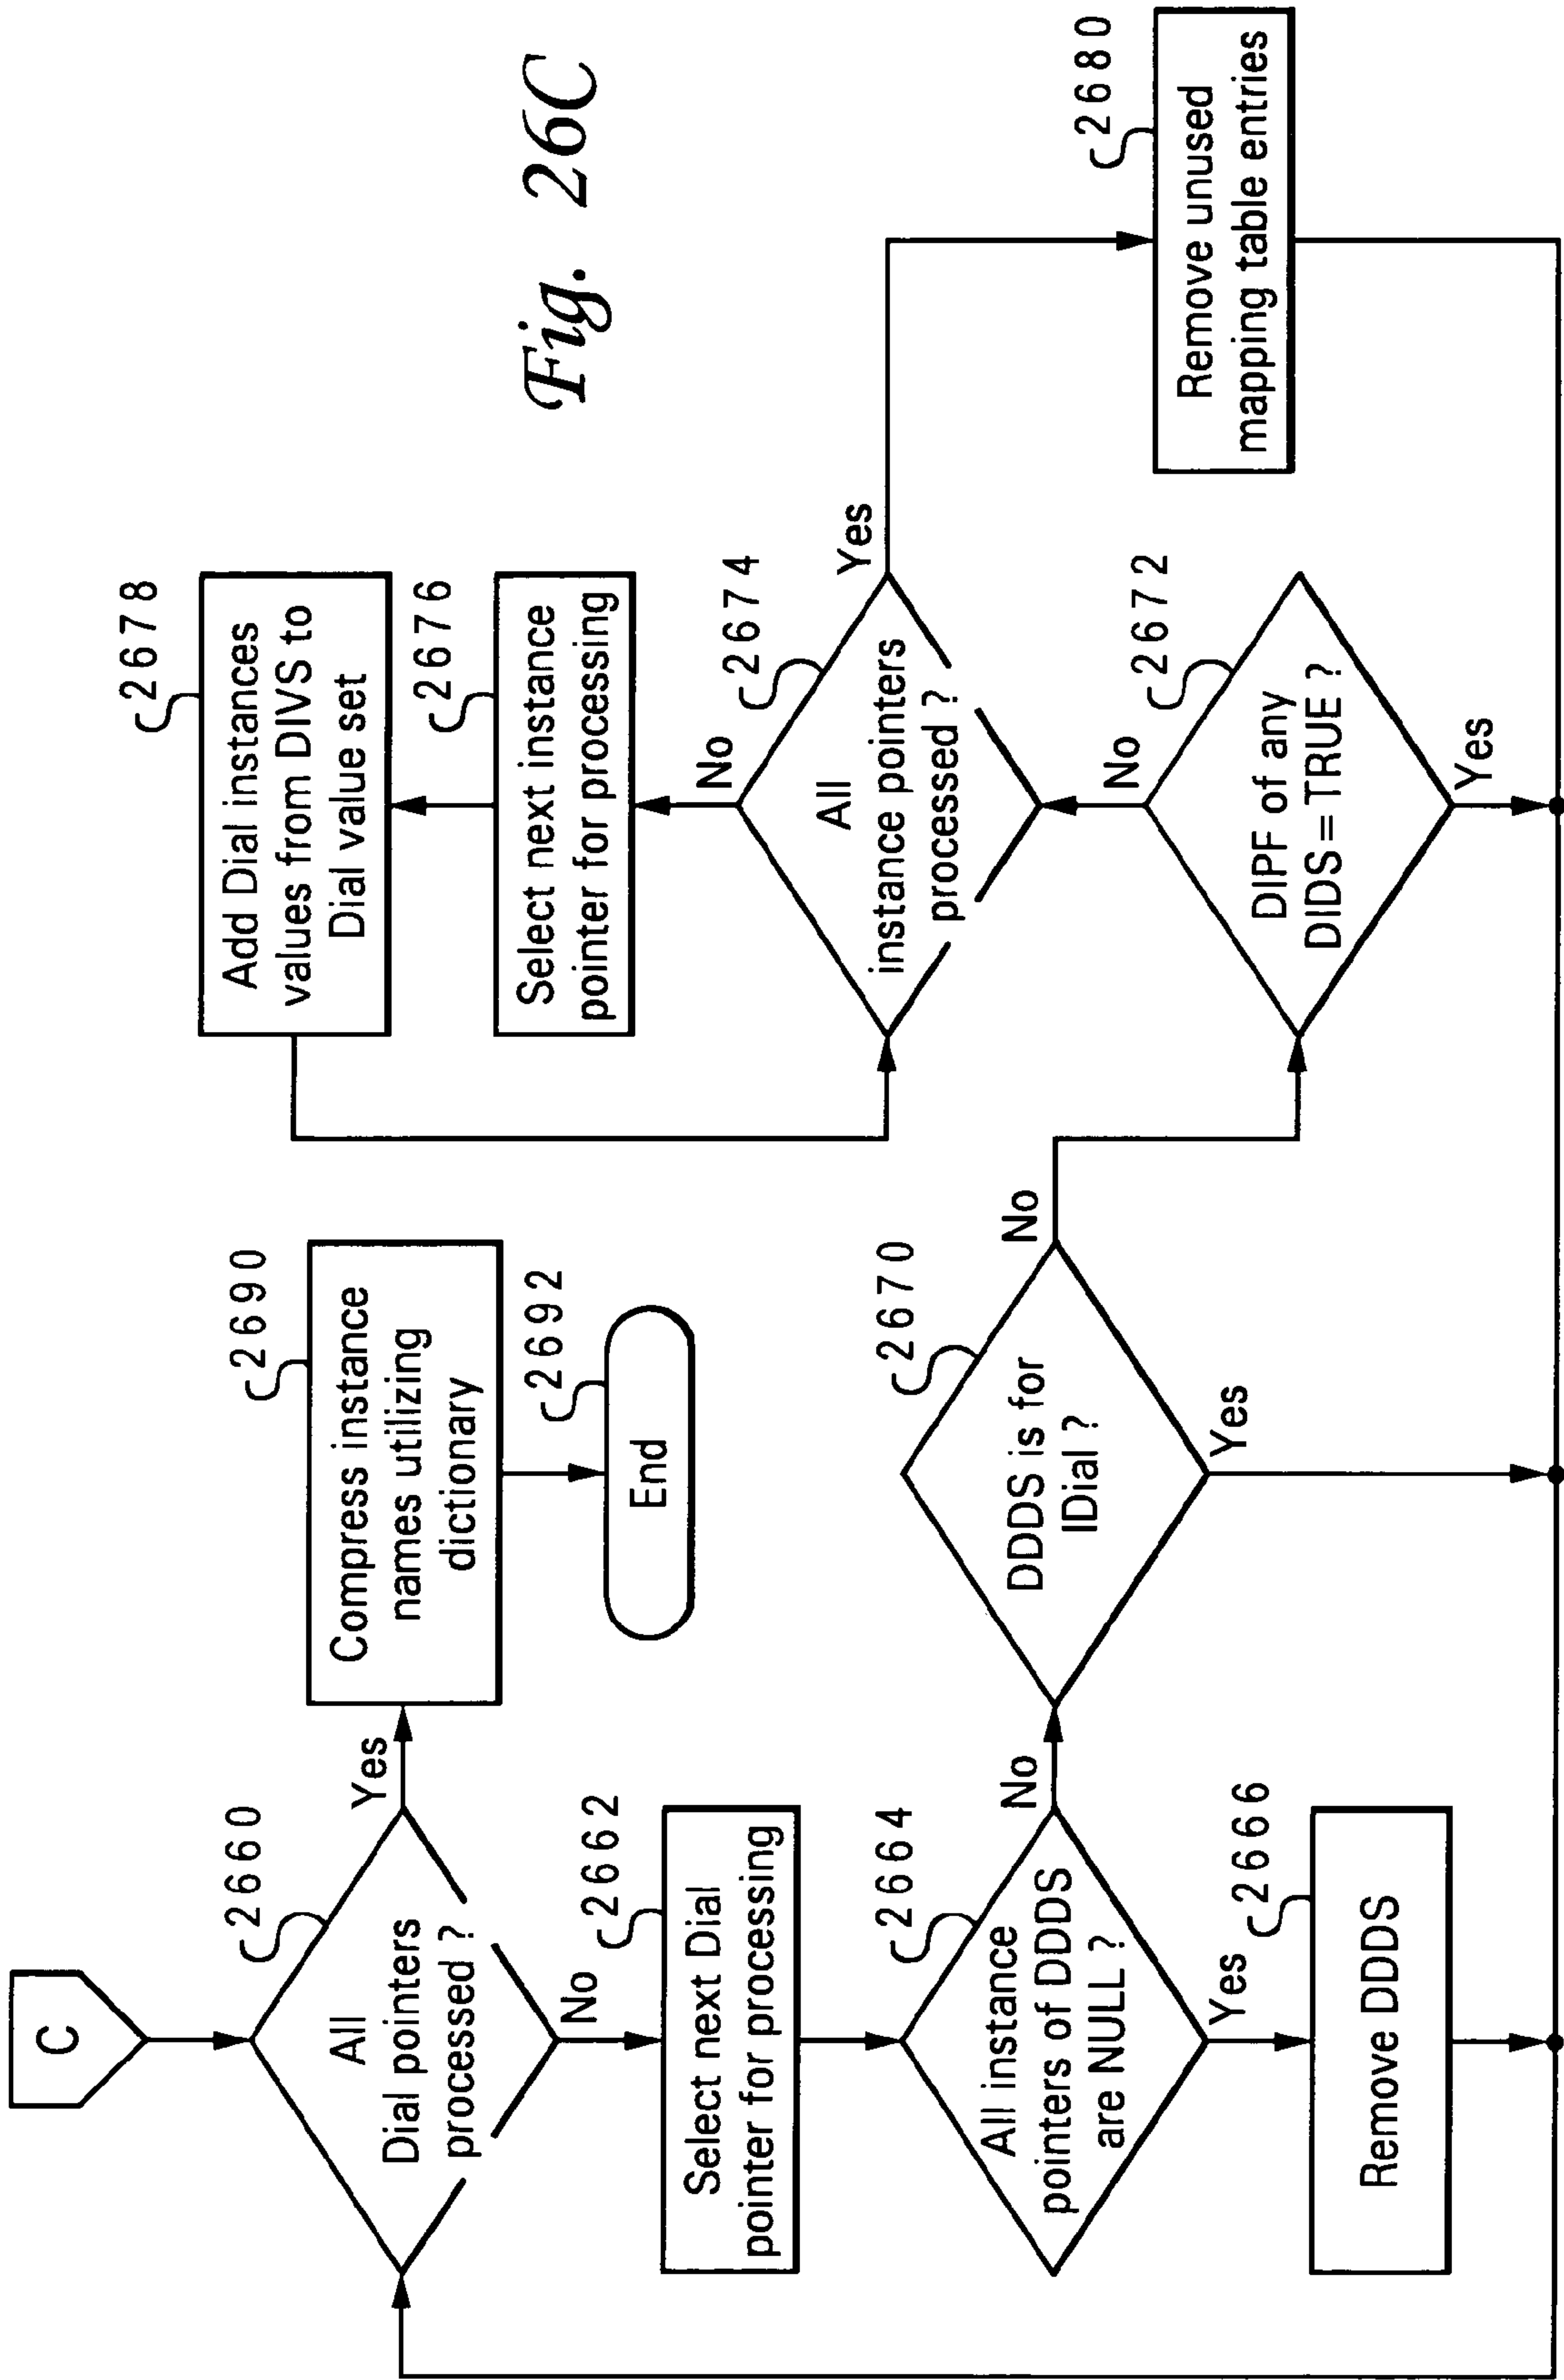 C
2660
All
Dial pointers
processed ?
Yes
No
2690
Compress instance
names utilizing
dictionary
2692
End
2662
Select next Dial
pointer for processing
2664
All instance
pointers of DDDS
are NULL ?
No
Yes
2666
Remove DDDS
2670
DDDS is for
IDial ?
No
Yes
2678
Add Dial instances
values from DIVS to
Dial value set
2676
Select next instance
pointer for processing
2674
No
All
instance pointers
processed ?
Yes
2672
No
DIPF of any
DIDS = TRUE ?
Yes
2680
Remove unused
mapping table entries
Fig. 26C